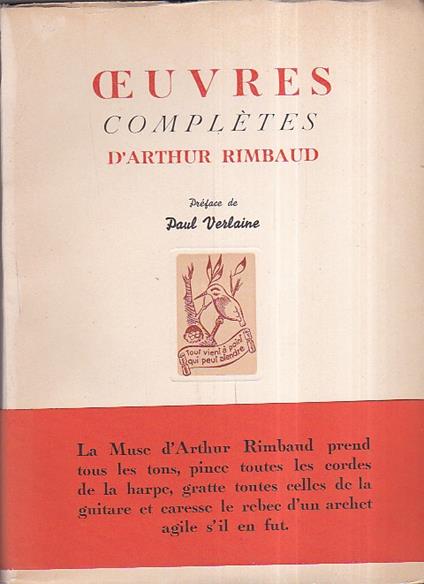 ŒUVRES
COMPLÈTES
D'ARTHUR RIMBAUD
Préface de
Paul Verlaine
Tout vient à point
qui peut attendre
La Muse d'Arthur Rimbaud prend
tous les tons, pince toutes les cordes
de la harpe, gratte toutes celles de la
guitare et caresse le rebec d'un archet
agile s'il en fut.